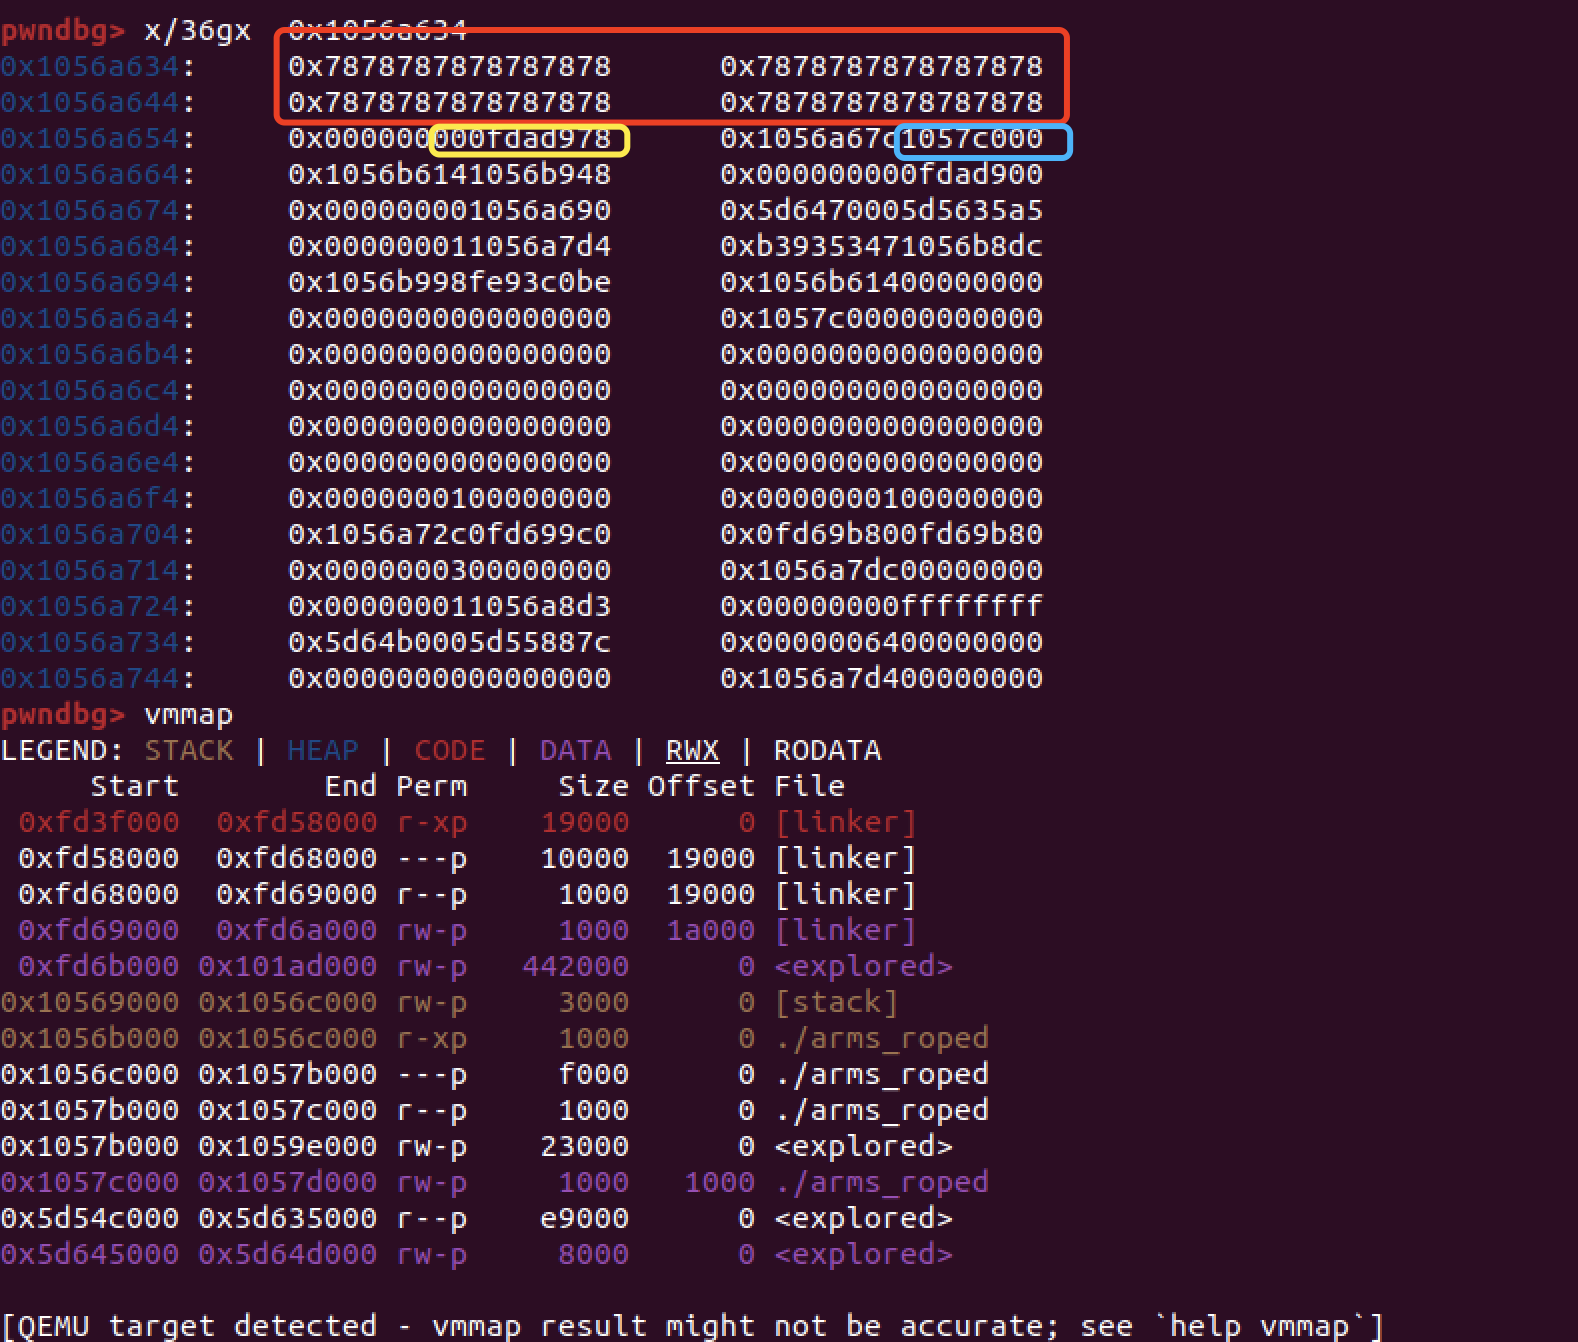 pwndbg> x/36gx 0x1056a634
0x1056a634: 0x7878787878787878 0x7878787878787878
0x1056a644: 0x7878787878787878 0x7878787878787878
0x1056a654: 0x000000000fdad978 0x1056a67c1057c000
0x1056a664: 0x1056b6141056b948 0x000000000fdad900
0x1056a674: 0x000000001056a690 0x5d6470005d5635a5
0x1056a684: 0x000000011056a7d4 0xb39353471056b8dc
0x1056a694: 0x1056b998fe93c0be 0x1056b61400000000
0x1056a6a4: 0x0000000000000000 0x1057c00000000000
0x1056a6b4: 0x0000000000000000 0x0000000000000000
0x1056a6c4: 0x0000000000000000 0x0000000000000000
0x1056a6d4: 0x0000000000000000 0x0000000000000000
0x1056a6e4: 0x0000000000000000 0x0000000000000000
0x1056a6f4: 0x0000000100000000 0x0000000100000000
0x1056a704: 0x1056a72c0fd699c0 0x0fd69b800fd69b80
0x1056a714: 0x0000000300000000 0x1056a7dc00000000
0x1056a724: 0x000000011056a8d3 0x00000000ffffffff
0x1056a734: 0x5d64b0005d55887c 0x0000006400000000
0x1056a744: 0x0000000000000000 0x1056a7d400000000
pwndbg> vmmap
LEGEND: STACK | HEAP | CODE | DATA | RWX | RODATA
Start End Perm Size Offset File
0xfd3f000 0xfd58000 r-xp 19000 0 [linker]
0xfd58000 0xfd68000 ---p 10000 19000 [linker]
0xfd68000 0xfd69000 r--p 1000 19000 [linker]
0xfd69000 0xfd6a000 rw-p 1000 1a000 [linker]
0xfd6b000 0x101ad000 rw-p 442000 0 <explored>
0x10569000 0x1056c000 rw-p 3000 0 [stack]
0x1056b000 0x1056c000 r-xp 1000 0 ./arms_roped
0x1056c000 0x1057b000 ---p f000 0 ./arms_roped
0x1057b000 0x1057c000 r--p 1000 0 ./arms_roped
0x1057b000 0x1059e000 rw-p 23000 0 <explored>
0x1057c000 0x1057d000 rw-p 1000 1000 ./arms_roped
0x5d54c000 0x5d635000 r--p e9000 0 <explored>
0x5d645000 0x5d64d000 rw-p 8000 0 <explored>
[QEMU target detected - vmmap result might not be accurate; see `help vmmap`]